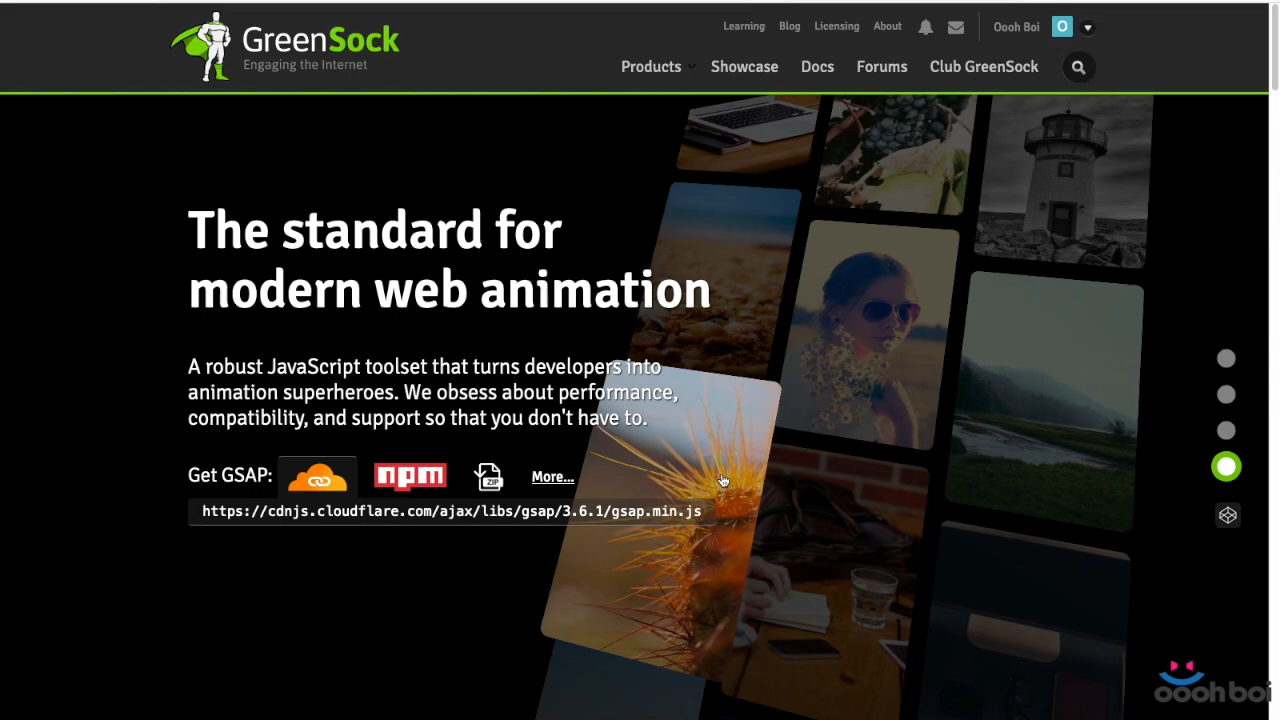 GreenSock
Engaging the Internet
Learning Blog Licensing About
Oooh Boi O
Products Showcase Docs Forums Club GreenSock
The standard for
modern web animation
A robust JavaScript toolset that turns developers into
animation superheroes. We obsess about performance,
compatibility, and support so that you don't have to.
Get GSAP: npm ZIP More...
https://cdnjs.cloudflare.com/ajax/libs/gsap/3.6.1/gsap.min.js
ooohboi